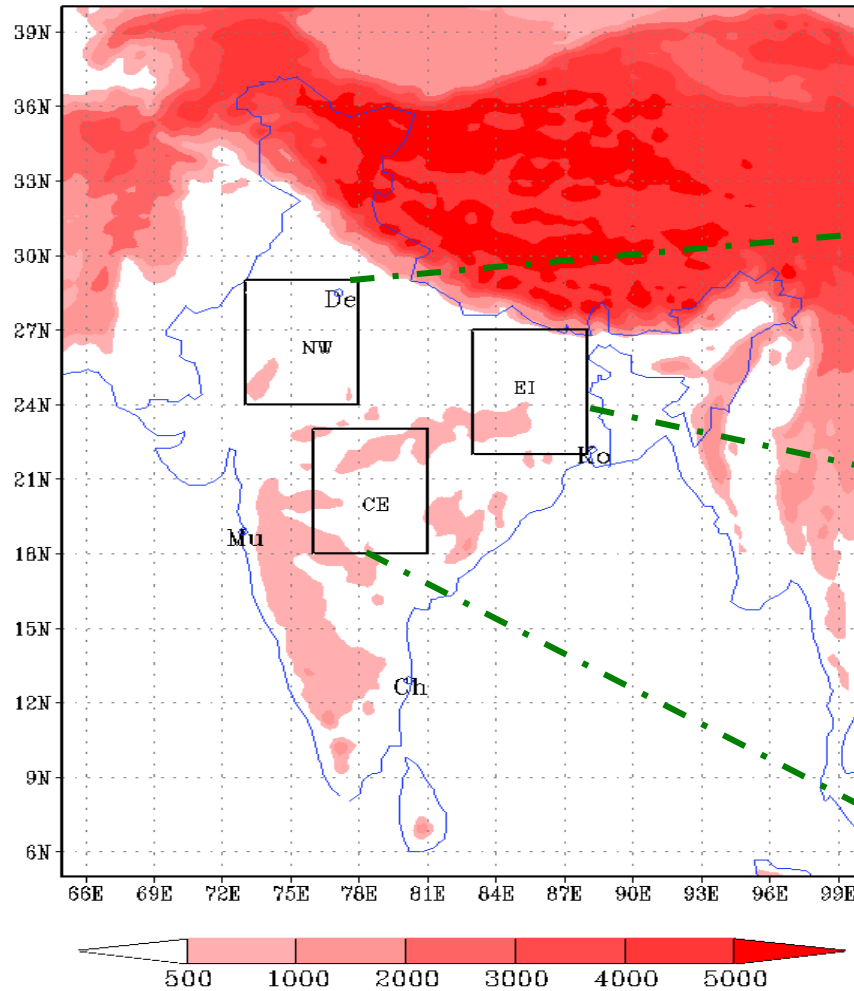 39N
36N
33N
30N
27N
24N
21N
18N
15N
12N
9N
6N
De
NW
EI
Ko
CE
Mu
Ch
66E 69E 72E 75E 78E 81E 84E 87E 90E 93E 96E 99E
500 1000 2000 3000 4000 5000